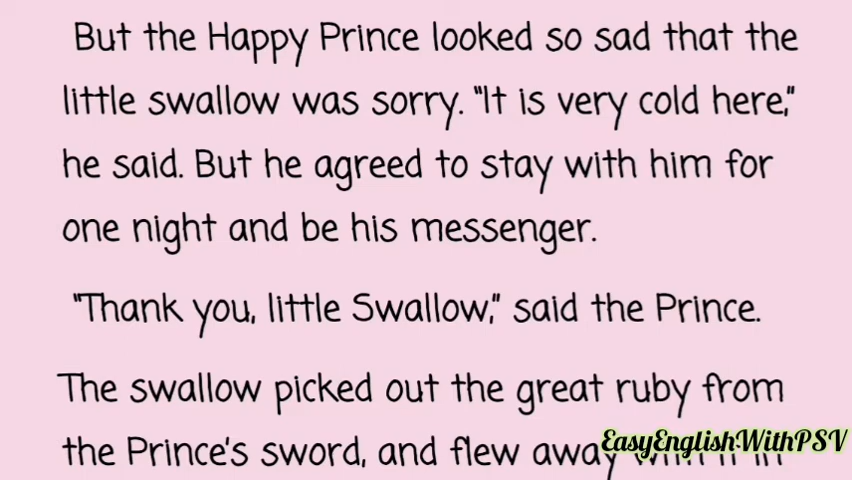 But the Happy Prince looked so sad that the
little swallow was sorry. "It is very cold here,"
he said. But he agreed to stay with him for
one night and be his messenger.
"Thank you, little Swallow," said the Prince.
The swallow picked out the great ruby from
the Prince's sword, and flew away
EasyEnglishWithPSV